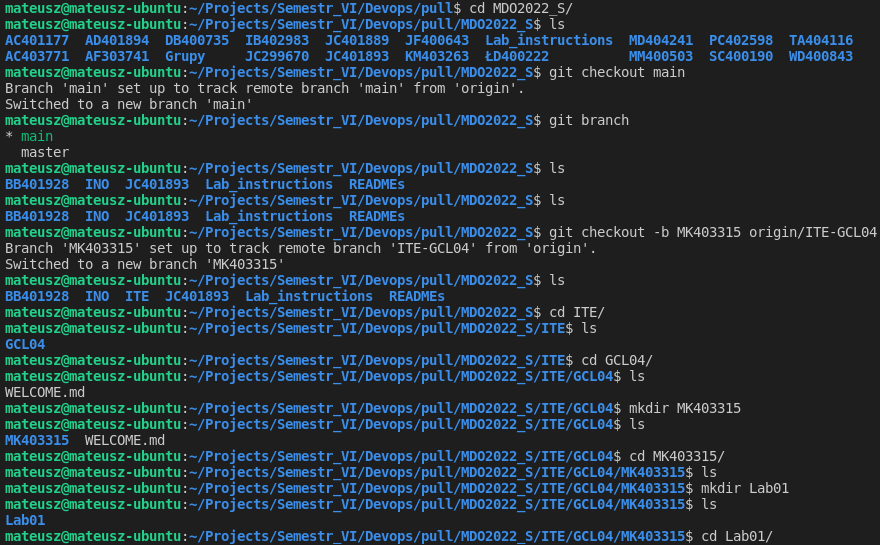 mateusz@mateusz-ubuntu:~/Projects/Semestr_VI/Devops/pull$ cd MDO2022_S/
mateusz@mateusz-ubuntu:~/Projects/Semestr_VI/Devops/pull/MDO2022_S$ ls
AC401177  AD401894  DB400735  IB402983  JC401889  JF400643  Lab_instructions  MD404241  PC402598  TA404116
AC403771  AF303741  Grupy     JC299670  JC401893  KM403263  ŁD400222          MM400503  SC400190  WD400843
mateusz@mateusz-ubuntu:~/Projects/Semestr_VI/Devops/pull/MDO2022_S$ git checkout main
Branch 'main' set up to track remote branch 'main' from 'origin'.
Switched to a new branch 'main'
mateusz@mateusz-ubuntu:~/Projects/Semestr_VI/Devops/pull/MDO2022_S$ git branch
* main
  master
mateusz@mateusz-ubuntu:~/Projects/Semestr_VI/Devops/pull/MDO2022_S$ ls
BB401928  INO  JC401893  Lab_instructions  READMEs
mateusz@mateusz-ubuntu:~/Projects/Semestr_VI/Devops/pull/MDO2022_S$ ls
BB401928  INO  JC401893  Lab_instructions  READMEs
mateusz@mateusz-ubuntu:~/Projects/Semestr_VI/Devops/pull/MDO2022_S$ git checkout -b MK403315 origin/ITE-GCL04
Branch 'MK403315' set up to track remote branch 'ITE-GCL04' from 'origin'.
Switched to a new branch 'MK403315'
mateusz@mateusz-ubuntu:~/Projects/Semestr_VI/Devops/pull/MDO2022_S$ ls
BB401928  INO  ITE  JC401893  Lab_instructions  READMEs
mateusz@mateusz-ubuntu:~/Projects/Semestr_VI/Devops/pull/MDO2022_S$ cd ITE/
mateusz@mateusz-ubuntu:~/Projects/Semestr_VI/Devops/pull/MDO2022_S/ITE$ ls
GCL04
mateusz@mateusz-ubuntu:~/Projects/Semestr_VI/Devops/pull/MDO2022_S/ITE$ cd GCL04/
mateusz@mateusz-ubuntu:~/Projects/Semestr_VI/Devops/pull/MDO2022_S/ITE/GCL04$ ls
WELCOME.md
mateusz@mateusz-ubuntu:~/Projects/Semestr_VI/Devops/pull/MDO2022_S/ITE/GCL04$ mkdir MK403315
mateusz@mateusz-ubuntu:~/Projects/Semestr_VI/Devops/pull/MDO2022_S/ITE/GCL04$ ls
MK403315  WELCOME.md
mateusz@mateusz-ubuntu:~/Projects/Semestr_VI/Devops/pull/MDO2022_S/ITE/GCL04$ cd MK403315/
mateusz@mateusz-ubuntu:~/Projects/Semestr_VI/Devops/pull/MDO2022_S/ITE/GCL04/MK403315$ ls
mateusz@mateusz-ubuntu:~/Projects/Semestr_VI/Devops/pull/MDO2022_S/ITE/GCL04/MK403315$ mkdir Lab01
mateusz@mateusz-ubuntu:~/Projects/Semestr_VI/Devops/pull/MDO2022_S/ITE/GCL04/MK403315$ ls
Lab01
mateusz@mateusz-ubuntu:~/Projects/Semestr_VI/Devops/pull/MDO2022_S/ITE/GCL04/MK403315$ cd Lab01/